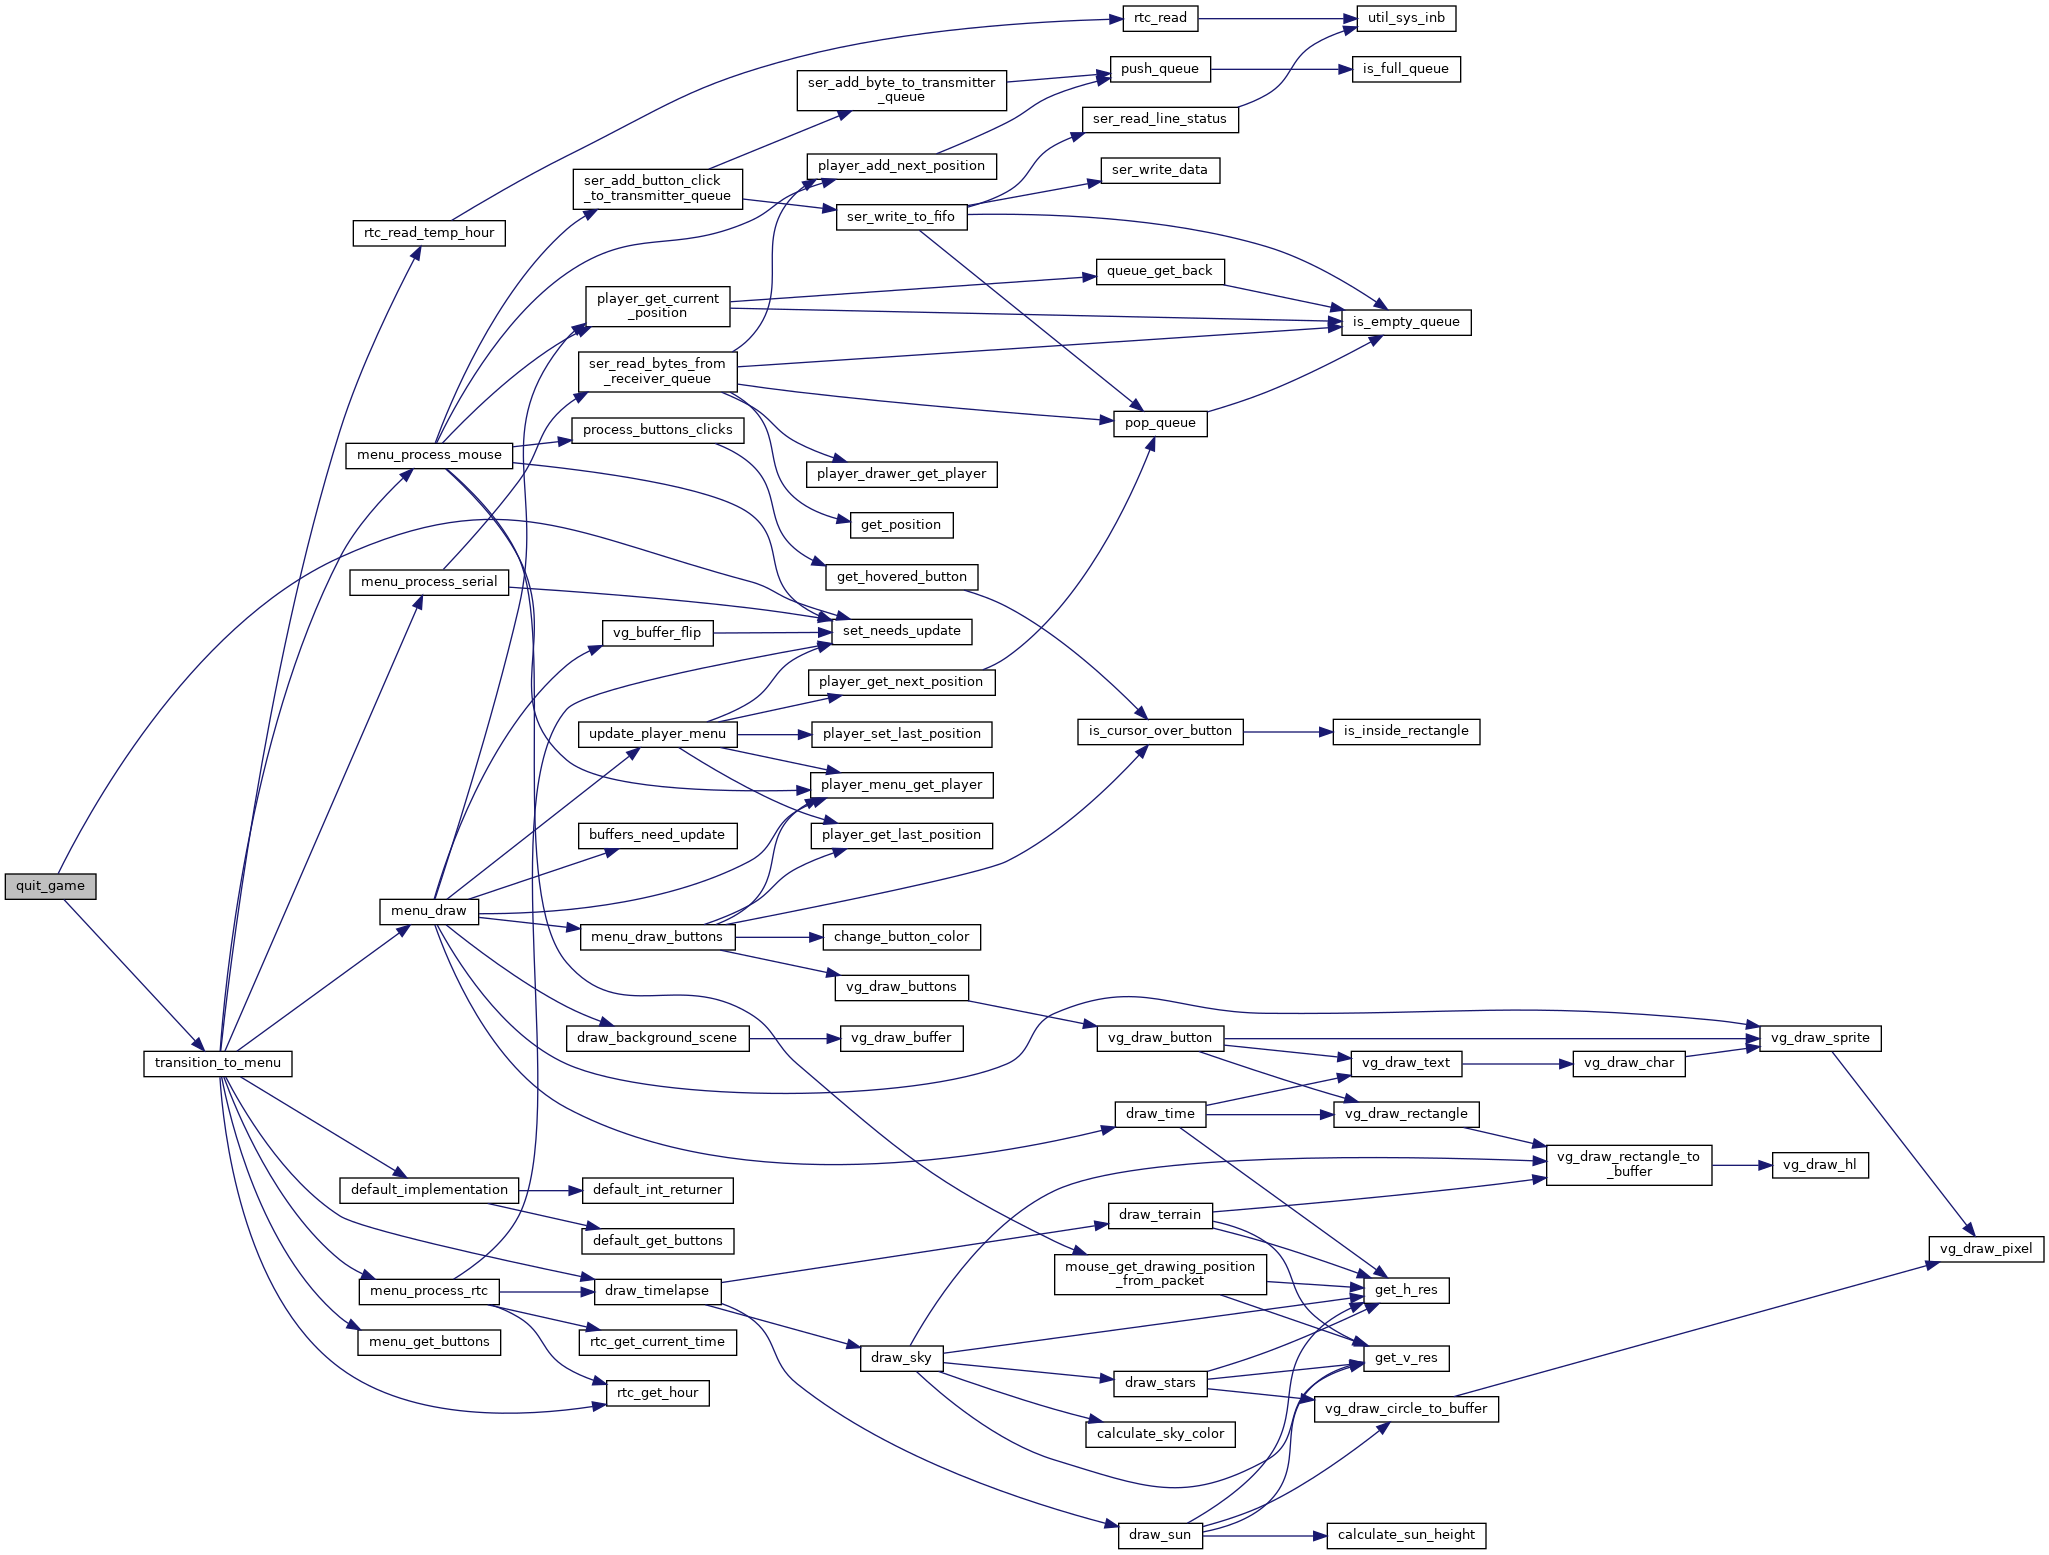 quit_game
transition_to_menu
rtc_read_temp_hour
menu_process_mouse
menu_process_serial
menu_draw
default_implementation
menu_process_rtc
menu_get_buttons
ser_add_button_click
_to_transmitter_queue
player_get_current
_position
ser_read_bytes_from
_receiver_queue
process_buttons_clicks
vg_buffer_flip
update_player_menu
buffers_need_update
menu_draw_buttons
draw_background_scene
default_int_returner
default_get_buttons
draw_timelapse
rtc_get_current_time
rtc_get_hour
ser_add_byte_to_transmitter
_queue
player_add_next_position
ser_write_to_fifo
player_drawer_get_player
get_position
get_hovered_button
set_needs_update
player_get_next_position
player_set_last_position
player_menu_get_player
player_get_last_position
change_button_color
vg_draw_buttons
vg_draw_buffer
draw_sky
rtc_read
push_queue
ser_read_line_status
ser_write_data
queue_get_back
pop_queue
is_cursor_over_button
vg_draw_button
draw_time
draw_terrain
mouse_get_drawing_position
_from_packet
draw_stars
calculate_sky_color
draw_sun
util_sys_inb
is_full_queue
is_empty_queue
is_inside_rectangle
vg_draw_text
vg_draw_rectangle
get_h_res
get_v_res
vg_draw_circle_to_buffer
calculate_sun_height
vg_draw_char
vg_draw_rectangle_to
_buffer
vg_draw_sprite
vg_draw_hl
vg_draw_pixel